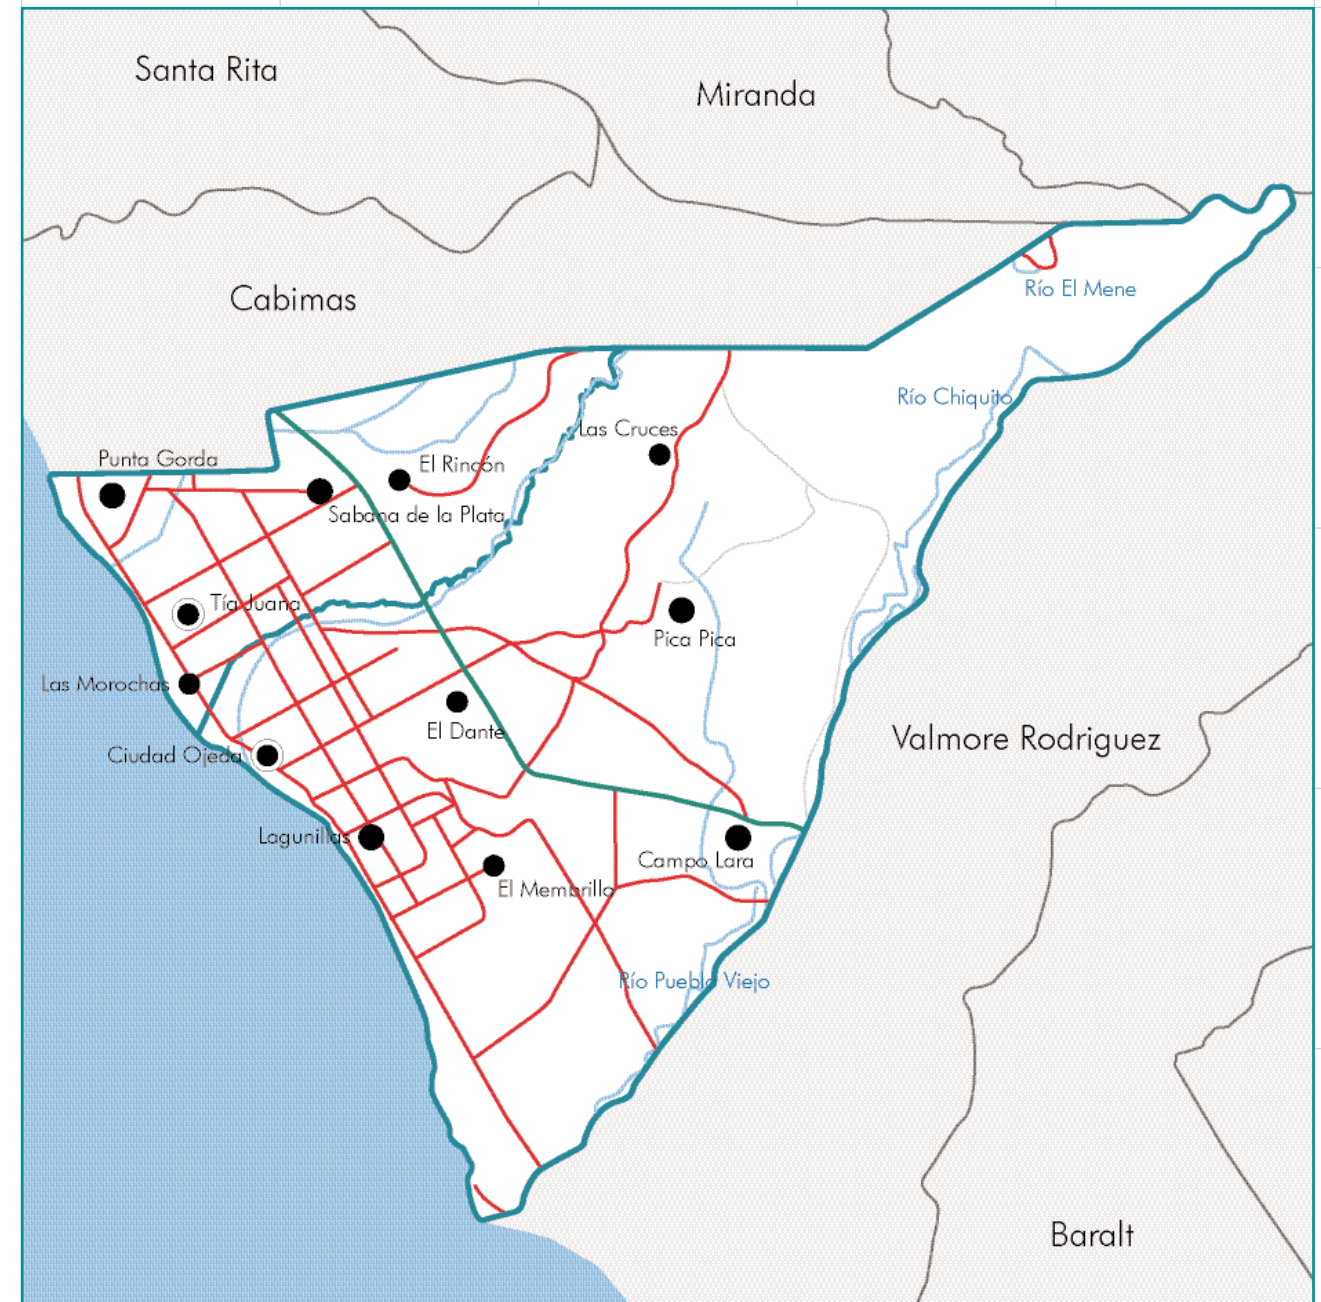 Santa Rita
Miranda
Río El Mene
Cabimas
Río Chiquito
Las Cruces
Punta Gorda
El Rincón
Sabana de la Plata
Tía Juana
Pica Pica
Las Morochas
El Dante
Valmore Rodriguez
Ciudad Ojeda
Lagunillas
Campo Lara
El Membrillo
Río Pueblo Viejo
Baralt